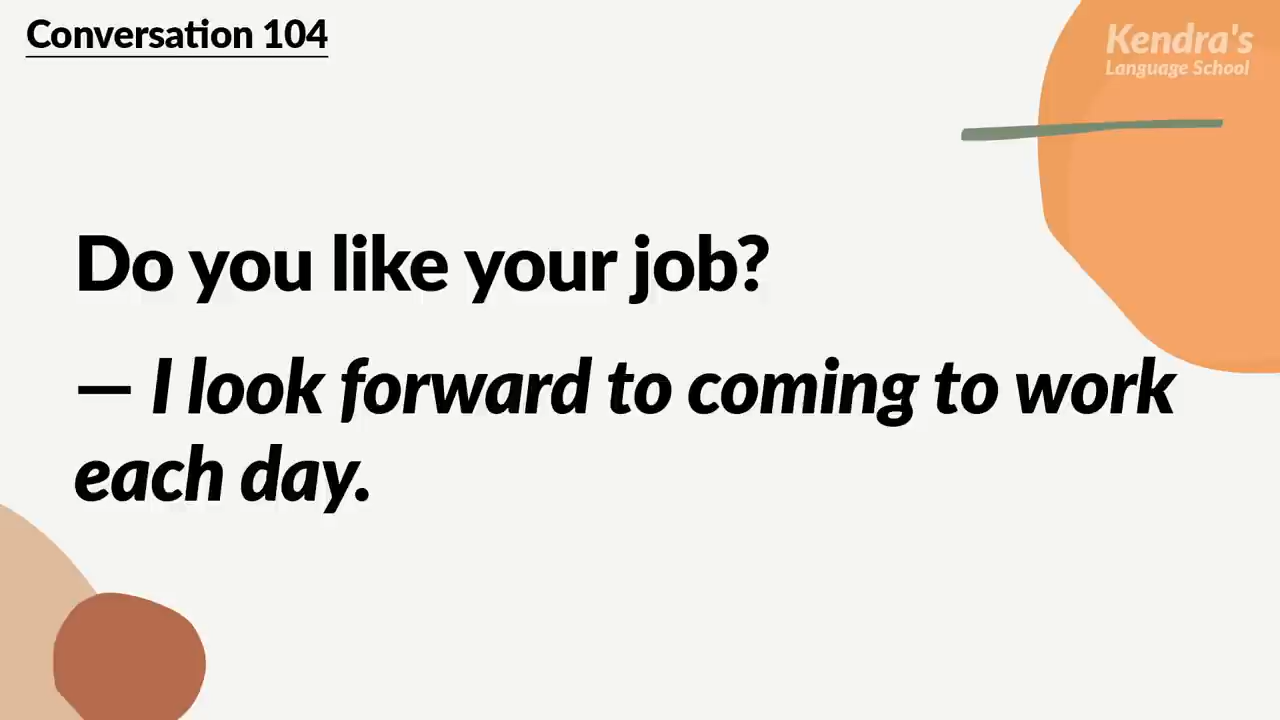 Conversation 104
Kendra's
Language School
Do you like your job?
— I look forward to coming to work
each day.